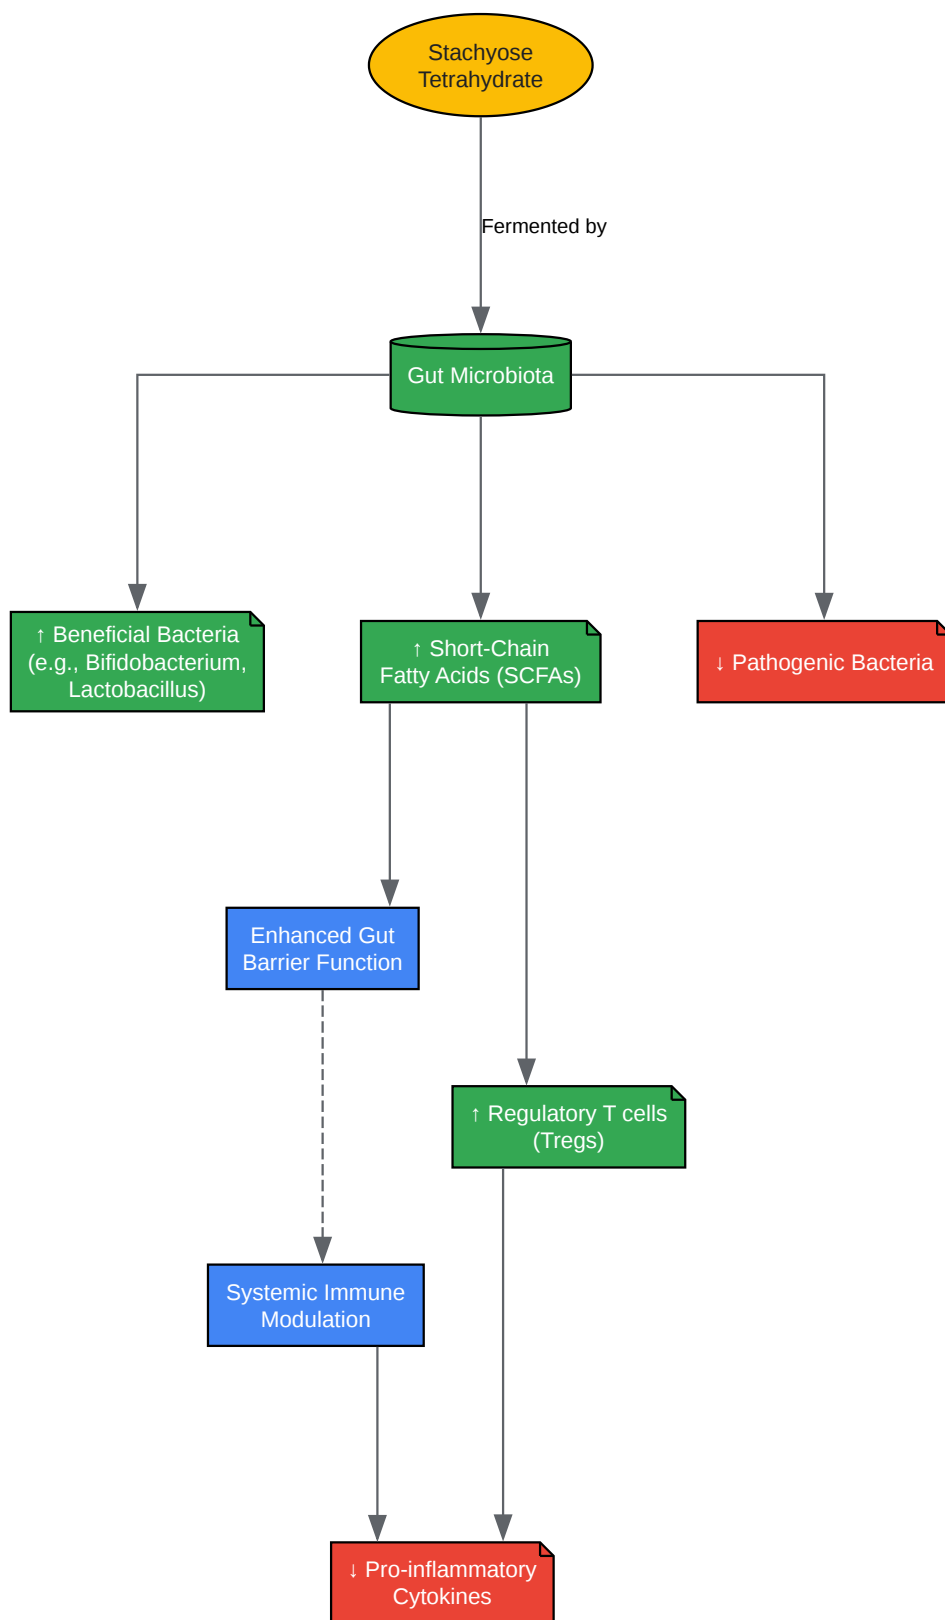 Stachyose
Tetrahydrate
Fermented by
Gut Microbiota
↑ Beneficial Bacteria
(e.g., Bifidobacterium,
Lactobacillus)
↑ Short-Chain
Fatty Acids (SCFAs)
↓ Pathogenic Bacteria
Enhanced Gut
Barrier Function
↑ Regulatory T cells
(Tregs)
Systemic Immune
Modulation
↓ Pro-inflammatory
Cytokines